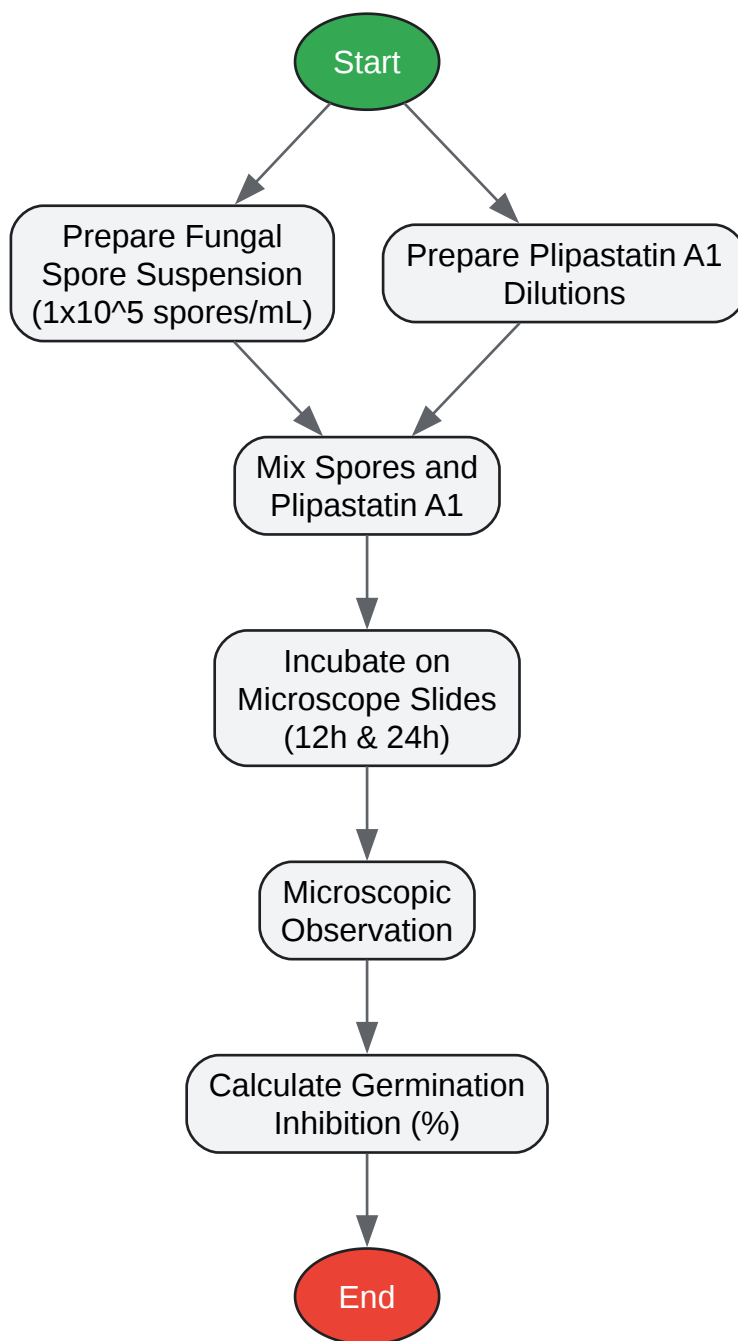 Start
Prepare Fungal
Spore Suspension
(1x10^5 spores/mL)
Prepare Plipastatin A1
Dilutions
Mix Spores and
Plipastatin A1
Incubate on
Microscope Slides
(12h & 24h)
Microscopic
Observation
Calculate Germination
Inhibition (%)
End